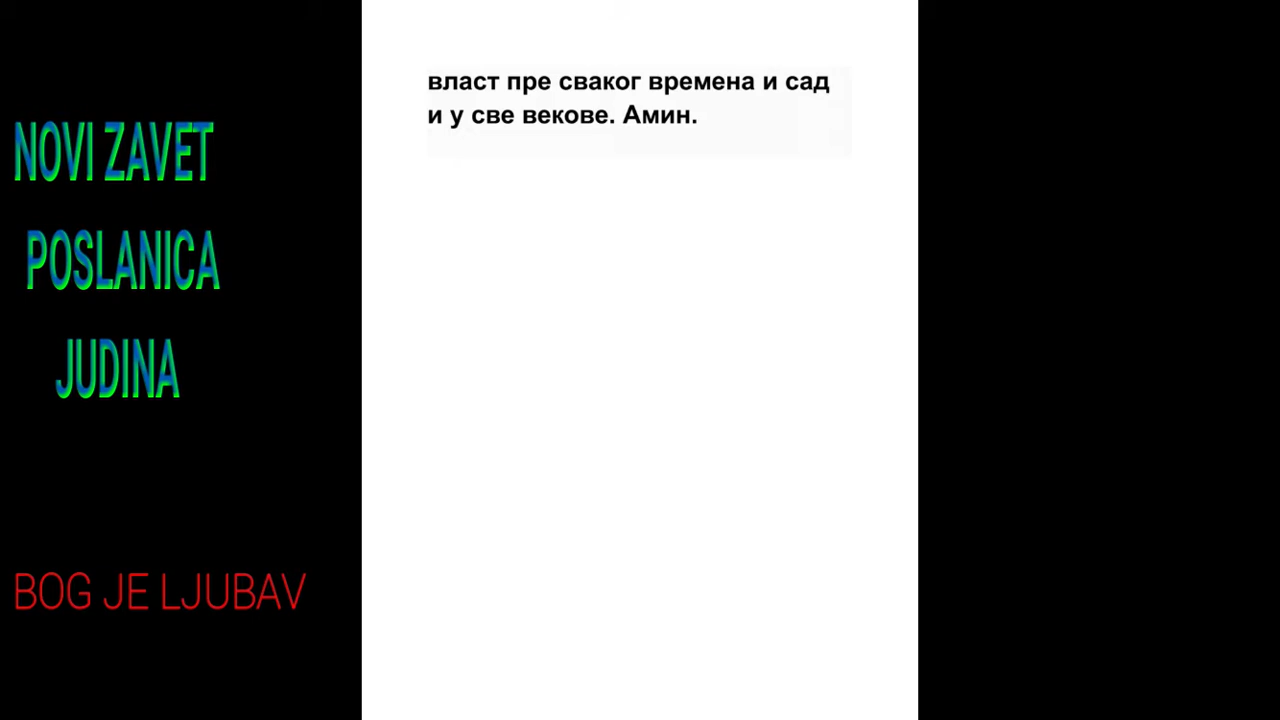 NOVI ZAVET
POSLANICA
JUDINA
BOG JE LJUBAV
власт пре сваког времена и сад
и у све векове. Амин.